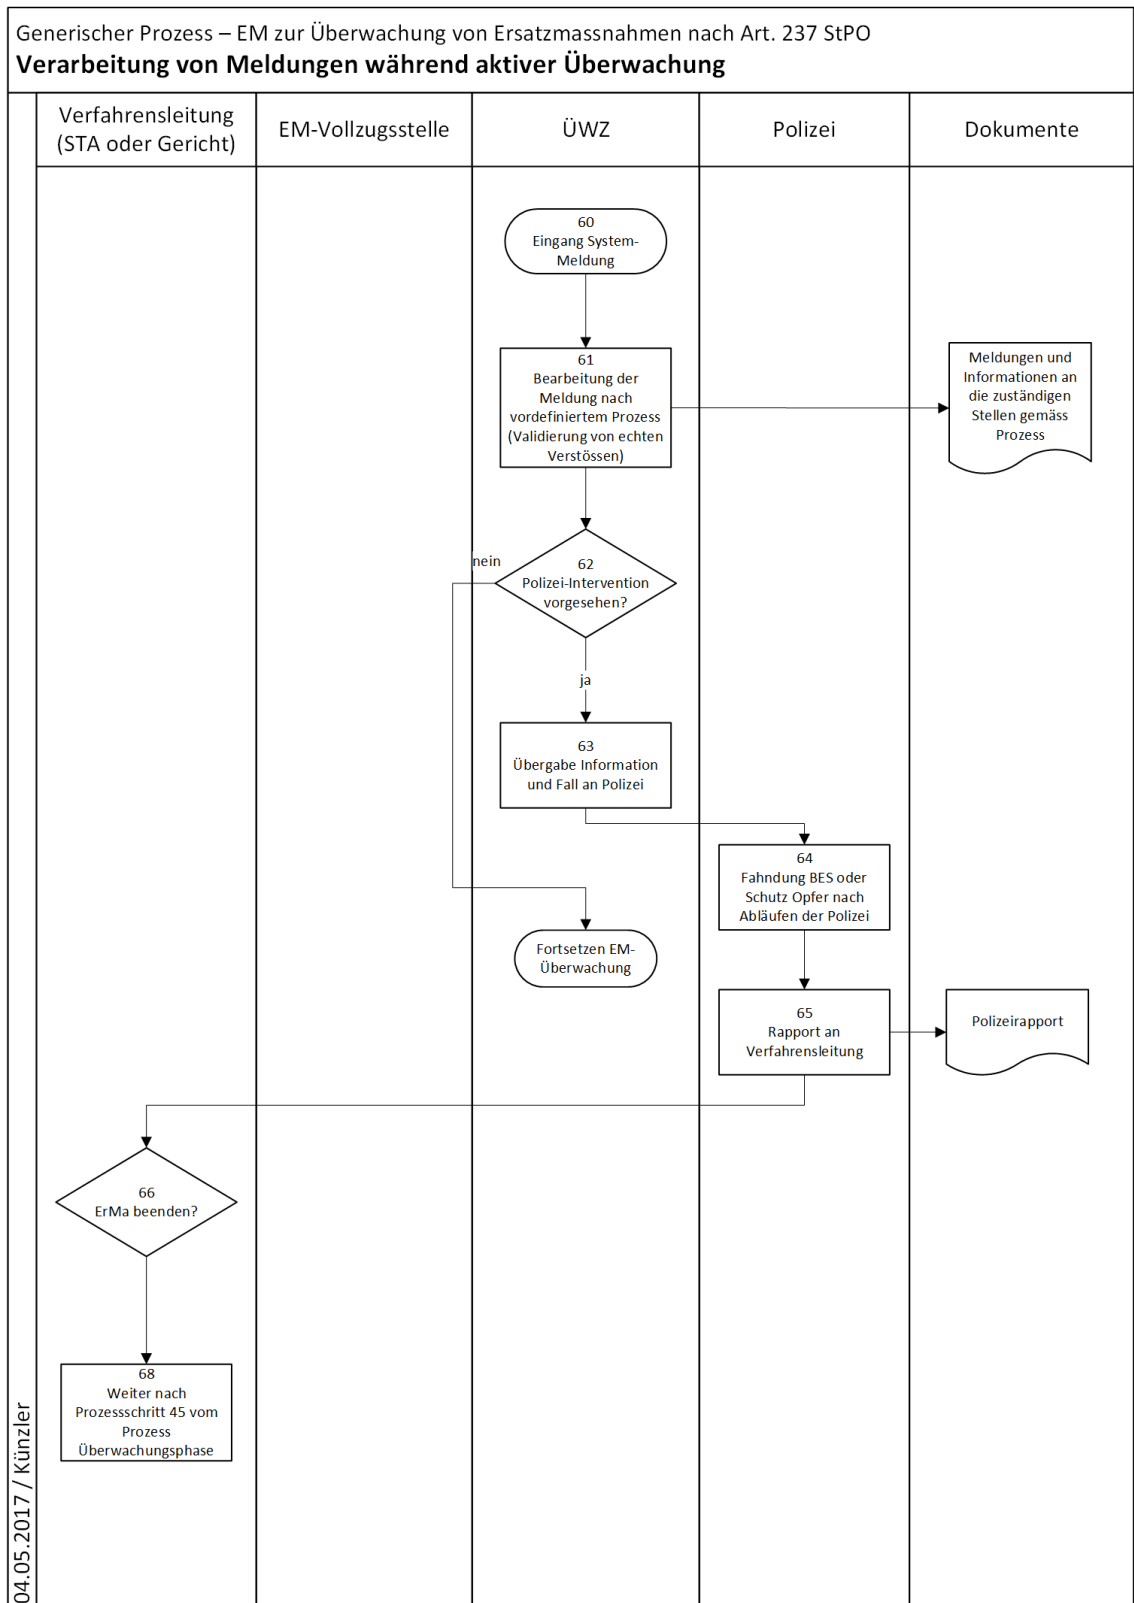 Generischer Prozess – EM zur Überwachung von Ersatzmassnahmen nach Art. 237 StPO
Verarbeitung von Meldungen während aktiver Überwachung
Verfahrensleitung
(STA oder Gericht)
EM-Vollzugsstelle
ÜWZ
Polizei
Dokumente
60
Eingang System-
Meldung
61
Bearbeitung der
Meldung nach
vordefiniertem Prozess
(Validierung von echten
Verstössen)
Meldungen und
Informationen an
die zuständigen
Stellen gemäss
Prozess
nein
62
Polizei-Intervention
vorgesehen?
ja
63
Übergabe Information
und Fall an Polizei
64
Fahndung BES oder
Schutz Opfer nach
Abläufen der Polizei
Fortsetzen EM-
Überwachung
65
Rapport an
Verfahrensleitung
Polizeirapport
66
ErMa beenden?
68
Weiter nach
Prozessschritt 45 vom
Prozess
Überwachungsphase
04.05.2017 / Künzler